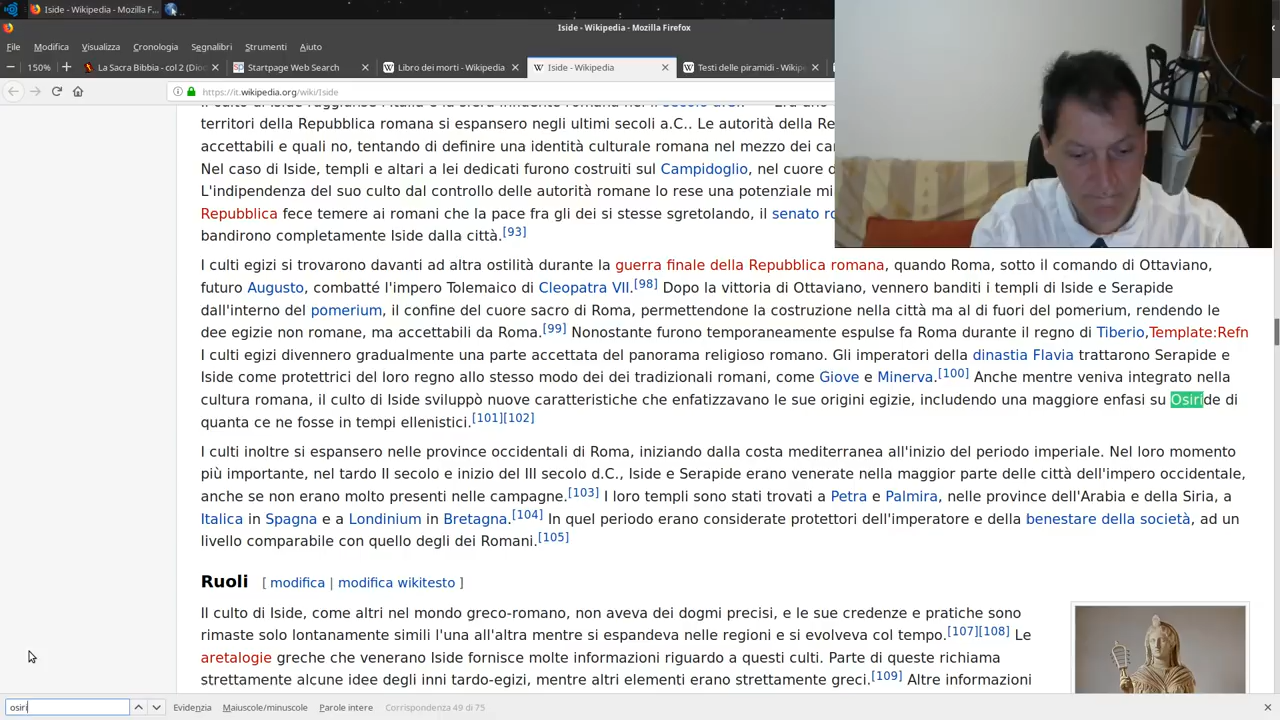 Iside - Wikipedia - Mozilla F...
Iside - Wikipedia - Mozilla Firefox
File Modifica Visualizza Cronologia Segnalibri Strumenti Aiuto
150% La Sacra Bibbia - col 2 (Dioc Startpage Web Search Libro dei morti - Wikipedia Iside - Wikipedia Testi delle piramidi - Wikipe
https://it.wikipedia.org/wiki/Iside
territori della Repubblica romana si espansero negli ultimi secoli a.C.. Le autorità della Re
accettabili e quali no, tentando di definire una identità culturale romana nel mezzo dei ca
Nel caso di Iside, templi e altari a lei dedicati furono costruiti sul Campidoglio, nel cuore d
L'indipendenza del suo culto dal controllo delle autorità romane lo rese una potenziale mi
Repubblica fece temere ai romani che la pace fra gli dei si stesse sgretolando, il senato ro
bandirono completamente Iside dalla città.[93]
I culti egizi si trovarono davanti ad altra ostilità durante la guerra finale della Repubblica romana, quando Roma, sotto il comando di Ottaviano,
futuro Augusto, combatté l'impero Tolemaico di Cleopatra VII.[98] Dopo la vittoria di Ottaviano, vennero banditi i templi di Iside e Serapide
dall'interno del pomerium, il confine del cuore sacro di Roma, permettendone la costruzione nella città ma al di fuori del pomerium, rendendo le
dee egizie non romane, ma accettabili da Roma.[99] Nonostante furono temporaneamente espulse fa Roma durante il regno di Tiberio,Template:Refn
I culti egizi divennero gradualmente una parte accettata del panorama religioso romano. Gli imperatori della dinastia Flavia trattarono Serapide e
Iside come protettrici del loro regno allo stesso modo dei dei tradizionali romani, come Giove e Minerva.[100] Anche mentre veniva integrato nella
cultura romana, il culto di Iside sviluppò nuove caratteristiche che enfatizzavano le sue origini egizie, includendo una maggiore enfasi su Osiride di
quanta ce ne fosse in tempi ellenistici.[101][102]
I culti inoltre si espansero nelle province occidentali di Roma, iniziando dalla costa mediterranea all'inizio del periodo imperiale. Nel loro momento
più importante, nel tardo II secolo e inizio del III secolo d.C., Iside e Serapide erano venerate nella maggior parte delle città dell'impero occidentale,
anche se non erano molto presenti nelle campagne.[103] I loro templi sono stati trovati a Petra e Palmira, nelle province dell'Arabia e della Siria, a
Italica in Spagna e a Londinium in Bretagna.[104] In quel periodo erano considerate protettori dell'imperatore e della benestare della società, ad un
livello comparabile con quello degli dei Romani.[105]
Ruoli [ modifica | modifica wikitesto ]
Il culto di Iside, come altri nel mondo greco-romano, non aveva dei dogmi precisi, e le sue credenze e pratiche sono
rimaste solo lontanamente simili l'una all'altra mentre si espandeva nelle regioni e si evolveva col tempo.[107][108] Le
aretalogie greche che venerano Iside fornisce molte informazioni riguardo a questi culti. Parte di queste richiama
strettamente alcune idee degli inni tardo-egizi, mentre altri elementi erano strettamente greci.[109] Altre informazioni
osiri Evidenzia Maiuscole/minuscole Parole intere Corrispondenza 49 di 75